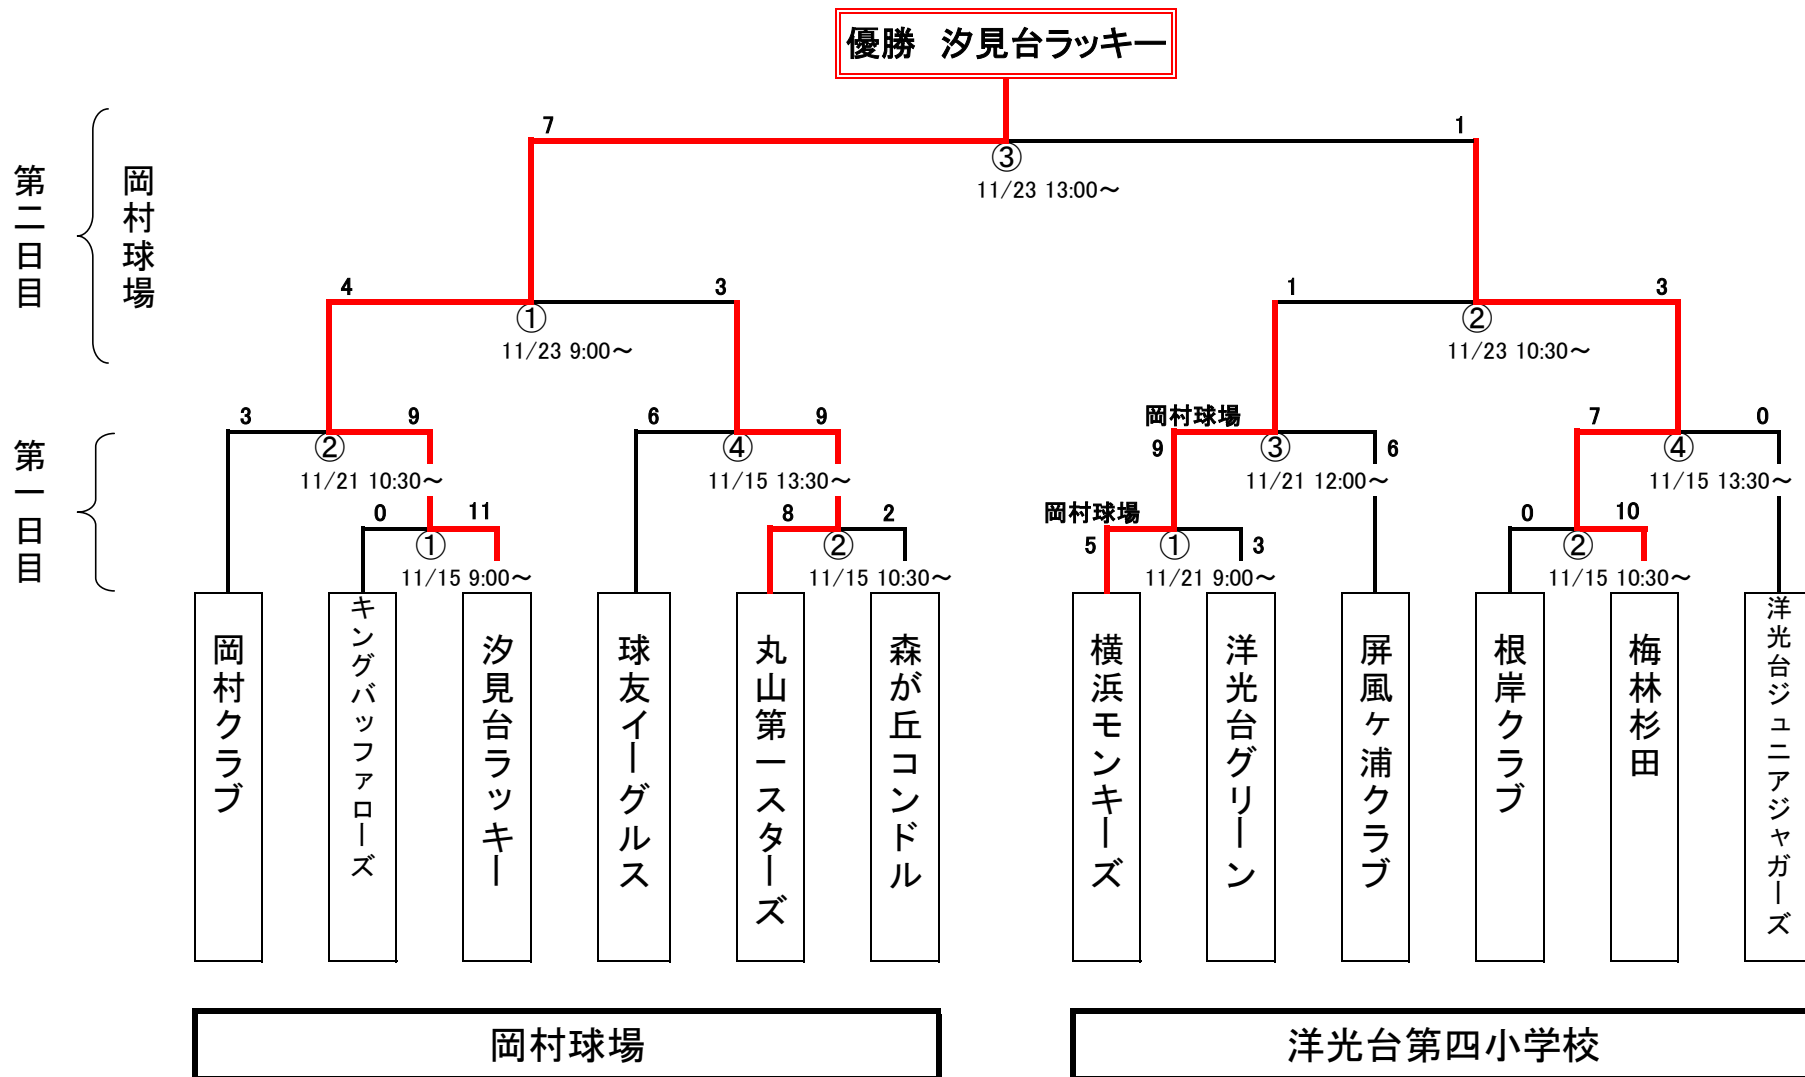 優勝 汐見台ラッキー
7
1
③
11/23 13:00～
第二日目
岡村球場
4
3
1
3
①
②
11/23 9:00～
11/23 10:30～
3
9
6
9
岡村球場
7
0
②
④
9
③
6
④
11/21 10:30～
11/15 13:30～
11/21 12:00～
11/15 13:30～
第一日目
0
11
8
2
岡村球場
0
10
①
②
5
①
3
②
11/15 9:00～
11/15 10:30～
11/21 9:00～
11/15 10:30～
岡村クラブ
キングバッファローズ
汐見台ラッキー
球友イーグルス
丸山第一スターズ
森が丘コンドル
横浜モンキーズ
洋光台グリーン
屏風ヶ浦クラブ
根岸クラブ
梅林杉田
洋光台ジュニアジャガーズ
岡村球場
洋光台第四小学校